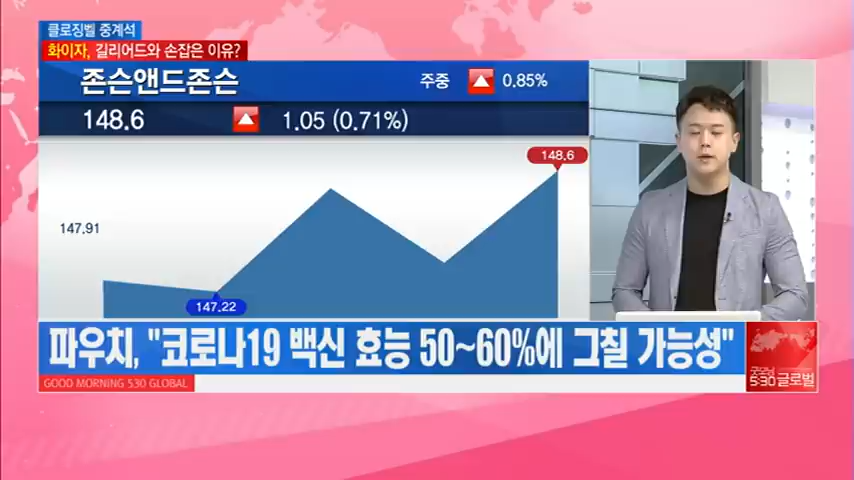 클로징벨 중계석
화이자, 길리어드와 손잡은 이유?
존슨앤드존슨
주중 0.85%
148.6
1.05 (0.71%)
148.6
147.91
147.22
파우치, "코로나19 백신 효능 50~60%에 그칠 가능성"
굿모닝
5:30 글로벌
GOOD MORNING 530 GLOBAL